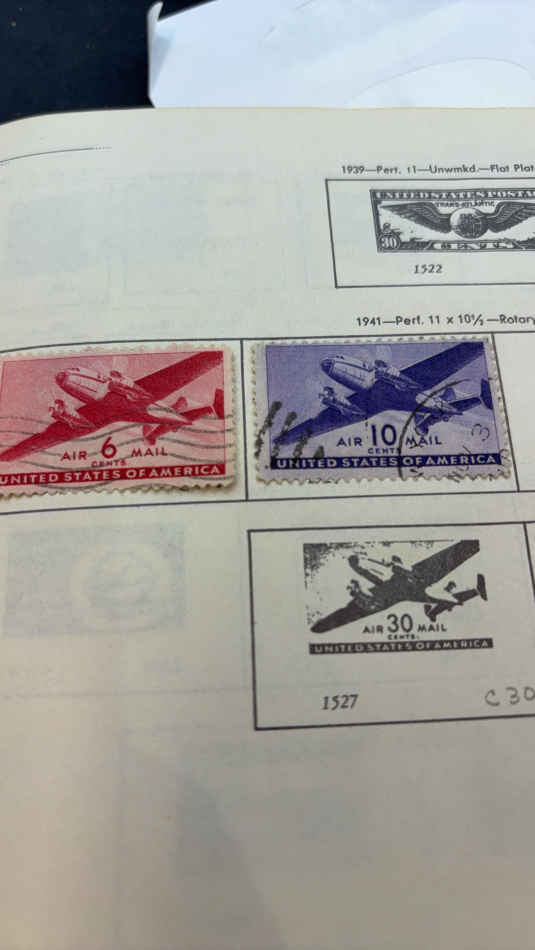 1939—Perf. 11—Unwmkd.—Flat Plat
UNITED STATES POSTA
TRANS-ATLANTIC
30
CENTS
1522
1941—Perf. 11 x 10½—Rotary
AIR 6 MAIL
CENTS
UNITED STATES OF AMERICA
AIR 10 MAIL
CENTS
UNITED STATES OF AMERICA
3
AIR 30 MAIL
CENTS
UNITED STATES OF AMERICA
1527
C30